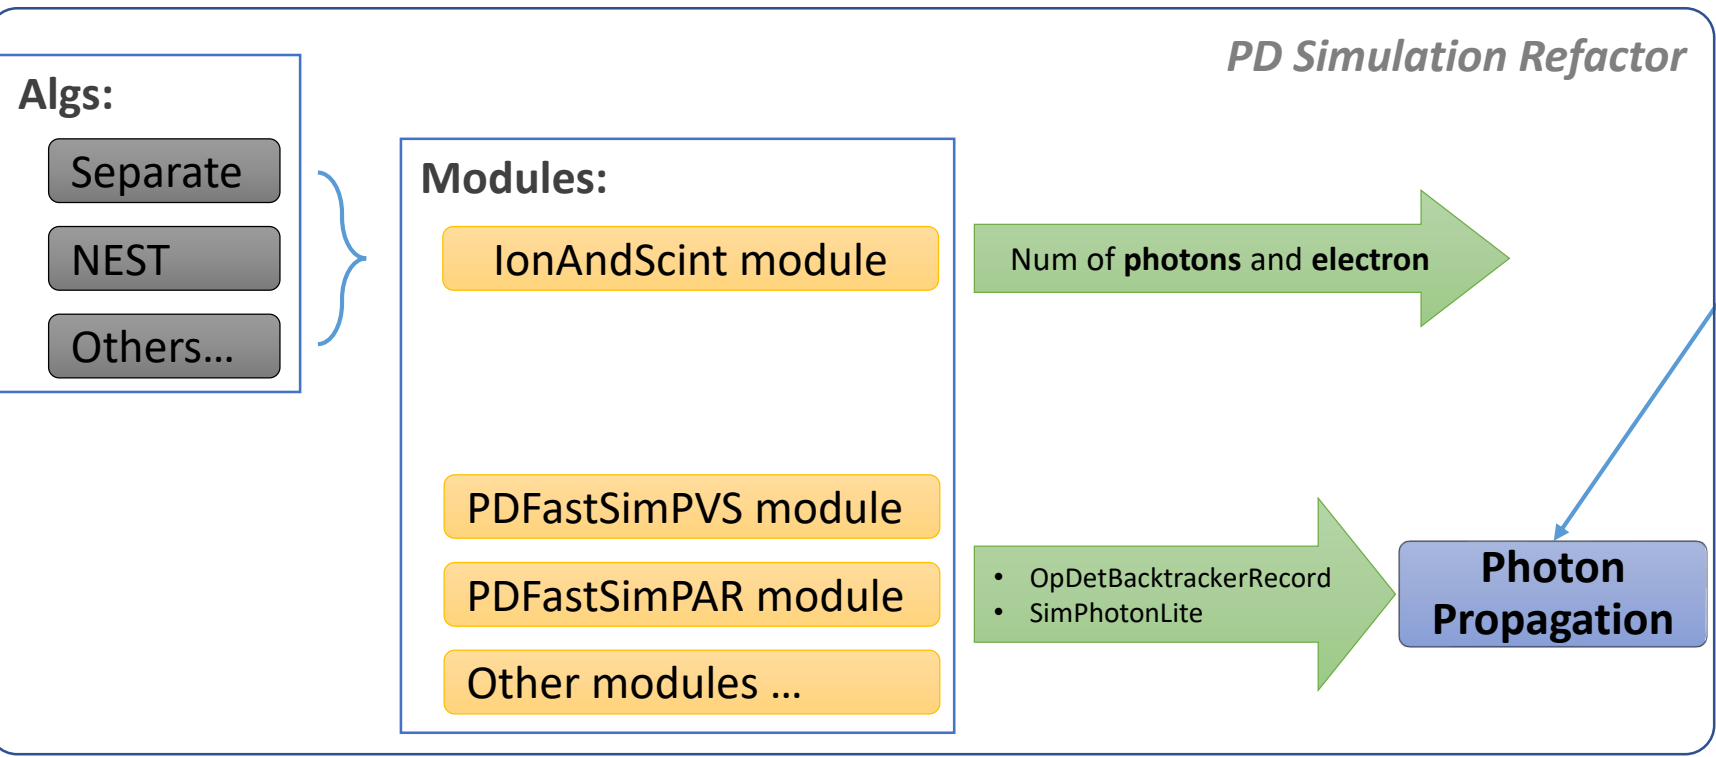 PD Simulation Refactor
Algs:
Separate
NEST
Others...
Modules:
IonAndScint module
PDFastSimPVS module
PDFastSimPAR module
Other modules ...
Num of photons and electron
• OpDetBacktrackerRecord
• SimPhotonLite
Photon
Propagation